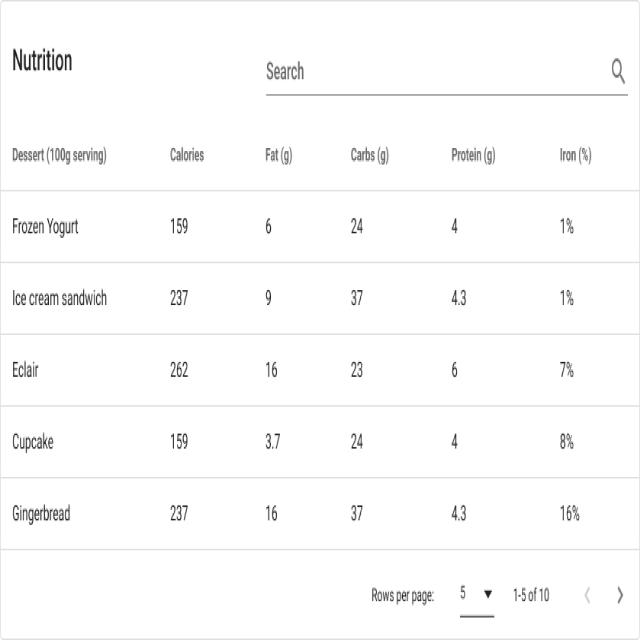 Nutrition
Search
Dessert (100g serving) Calories Fat (g) Carbs (g) Protein (g) Iron (%)
Frozen Yogurt 159 6 24 4 1%
Ice cream sandwich 237 9 37 4.3 1%
Eclair 262 16 23 6 7%
Cupcake 159 3.7 24 4 8%
Gingerbread 237 16 37 4.3 16%
Rows per page: 5 1-5 of 10